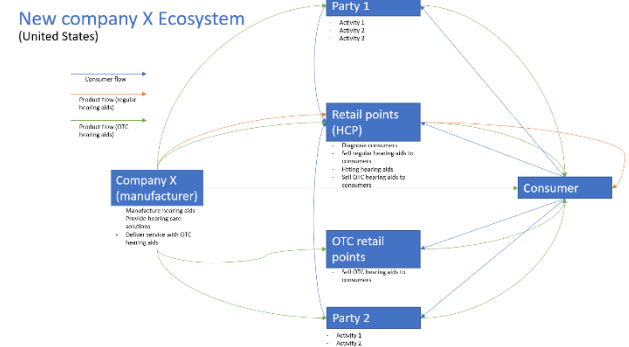 New company X Ecosystem
(United States)
Consumer flow
Product flow (regular
hearing aids)
Product flow (OTC
hearing aids)
Party 1
- Activity 1
- Activity 2
- Activity 3
Retail points
(HCP)
- Diagnose consumers
- Sell regular hearing aids to
consumers
- Fitting hearing aids
- Sell OTC hearing aids to
consumers
Company X
(manufacturer)
Manufacture hearing aids
Provide hearing care
solutions
- Deliver service with OTC
hearing aids
Consumer
OTC retail
points
- Sell OTC hearing aids to
consumers
Party 2
- Activity 1
- Activity 2